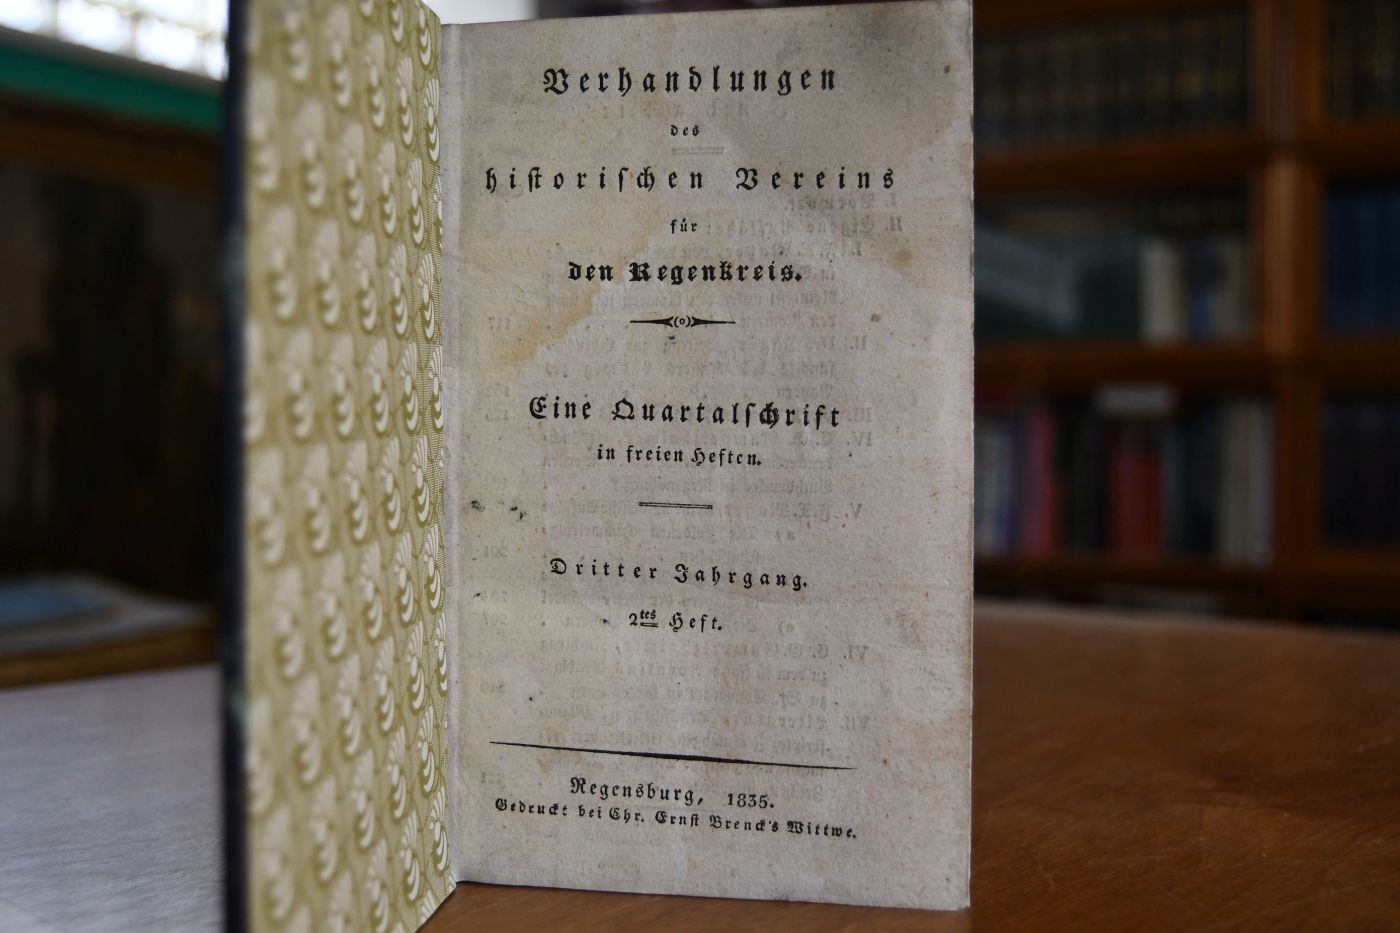 Verhandlungen
des
historischen Vereins
für
den Regenkreis.
Eine Quartalschrift
in freien Heften.
Dritter Jahrgang.
2tes Heft.
Regensburg, 1835.
Gedruckt bei Chr. Ernst Brenck's Wittwe.